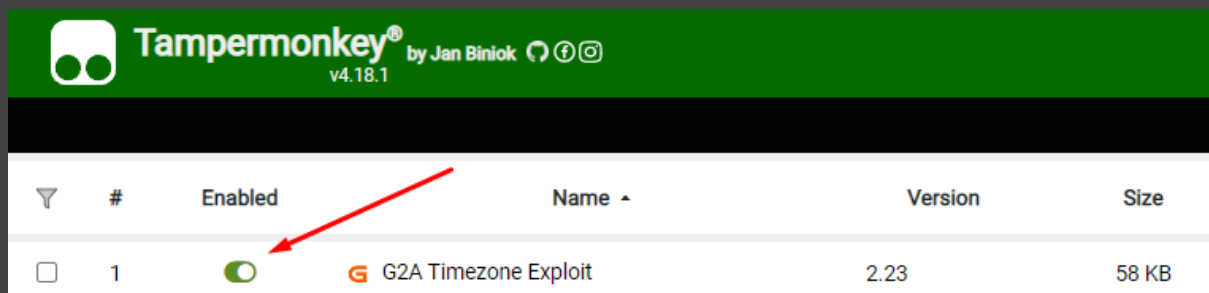 Tampermonkey® by Jan Biniok
v4.18.1
# Enabled Name Version Size
1 G2A Timezone Exploit 2.23 58 KB